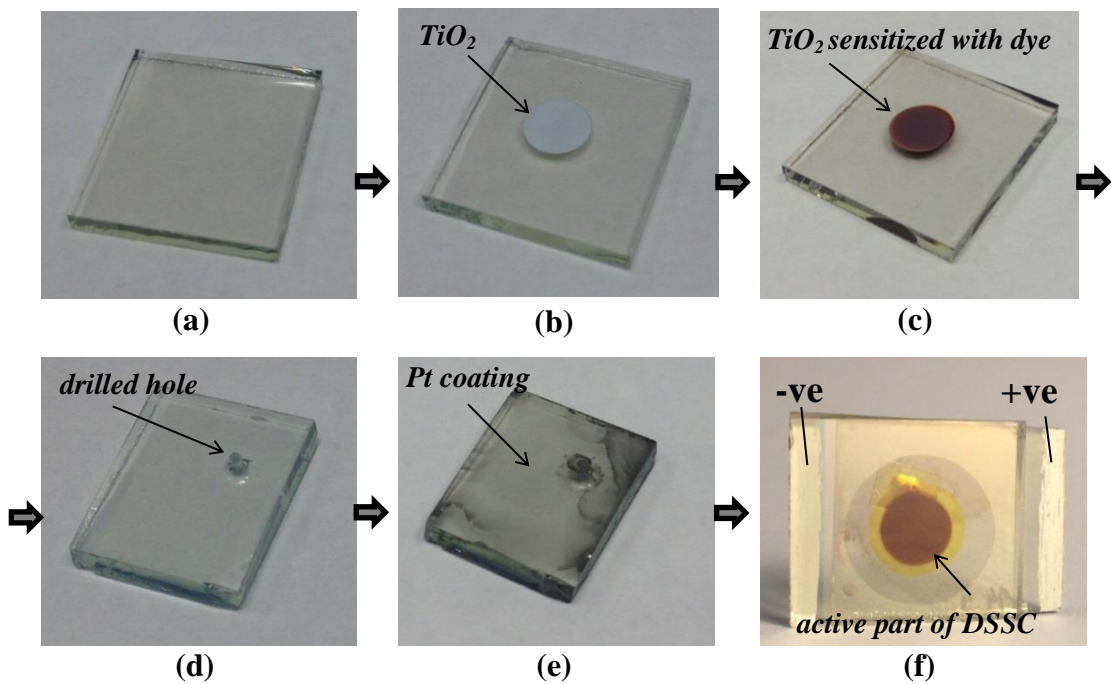 TiO2
TiO2 sensitized with dye
(a)
(b)
(c)
drilled hole
Pt coating
-ve
+ve
active part of DSSC
(d)
(e)
(f)